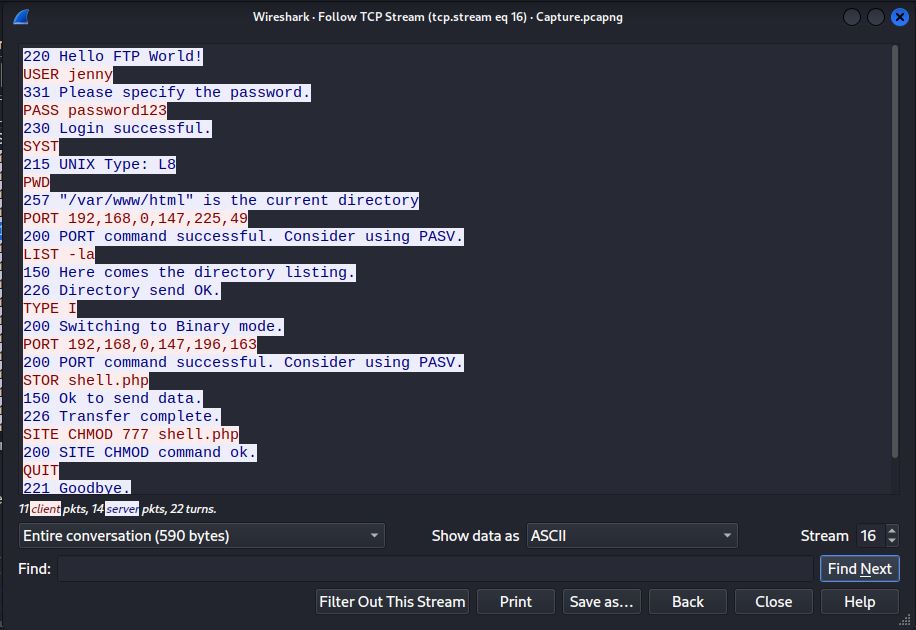 Wireshark · Follow TCP Stream (tcp.stream eq 16) · Capture.pcapng
220 Hello FTP World!
USER jenny
331 Please specify the password.
PASS password123
230 Login successful.
SYST
215 UNIX Type: L8
PWD
257 "/var/www/html" is the current directory
PORT 192,168,0,147,225,49
200 PORT command successful. Consider using PASV.
LIST -la
150 Here comes the directory listing.
226 Directory send OK.
TYPE I
200 Switching to Binary mode.
PORT 192,168,0,147,196,163
200 PORT command successful. Consider using PASV.
STOR shell.php
150 Ok to send data.
226 Transfer complete.
SITE CHMOD 777 shell.php
200 SITE CHMOD command ok.
QUIT
221 Goodbye.
11 client pkts, 14 server pkts, 22 turns.
Entire conversation (590 bytes) Show data as ASCII Stream 16
Find: Find Next
Filter Out This Stream Print Save as... Back Close Help